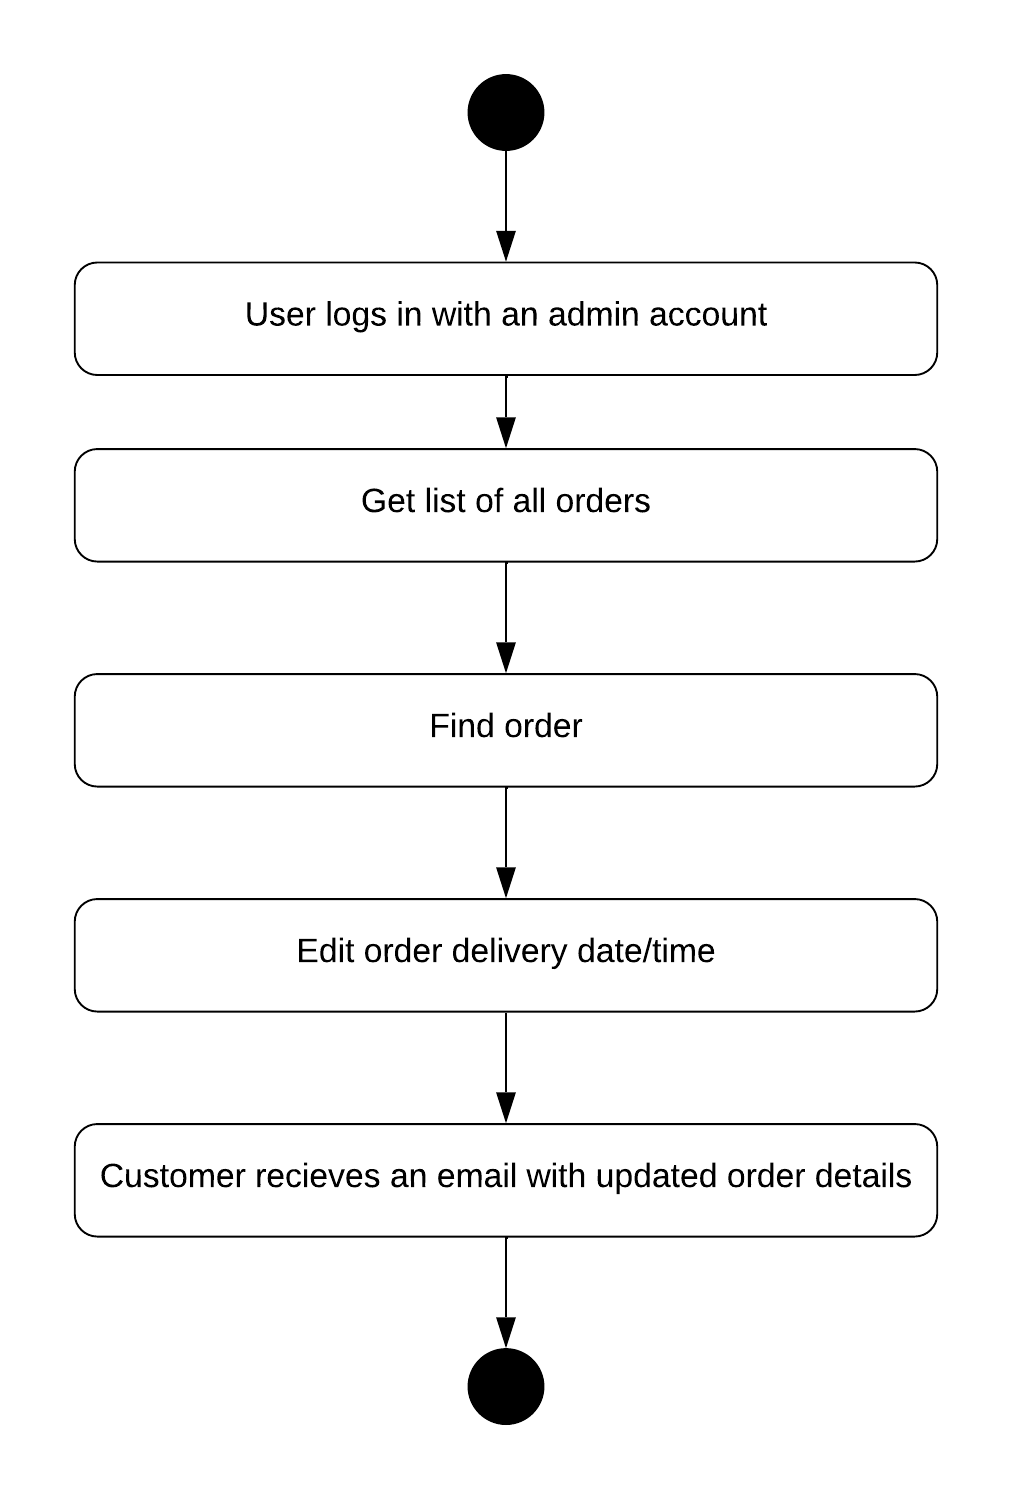 User logs in with an admin account
Get list of all orders
Find order
Edit order delivery date/time
Customer recieves an email with updated order details